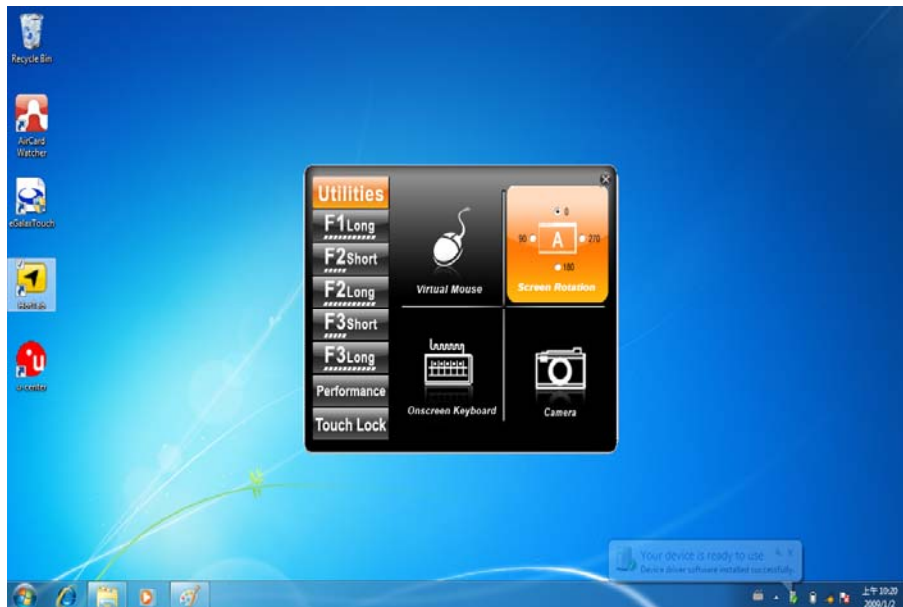 Recycle Bin
AirCard
Watcher
eGalaxTouch
u-center
Utilities
F1Long
F2Short
F2Long
F3Short
F3Long
Performance
Touch Lock
Virtual Mouse
0
90
A
270
180
Screen Rotation
Onscreen Keyboard
Camera
Your device is ready to use
Device driver software installed successfully.
上午 10:20
2009/1/2